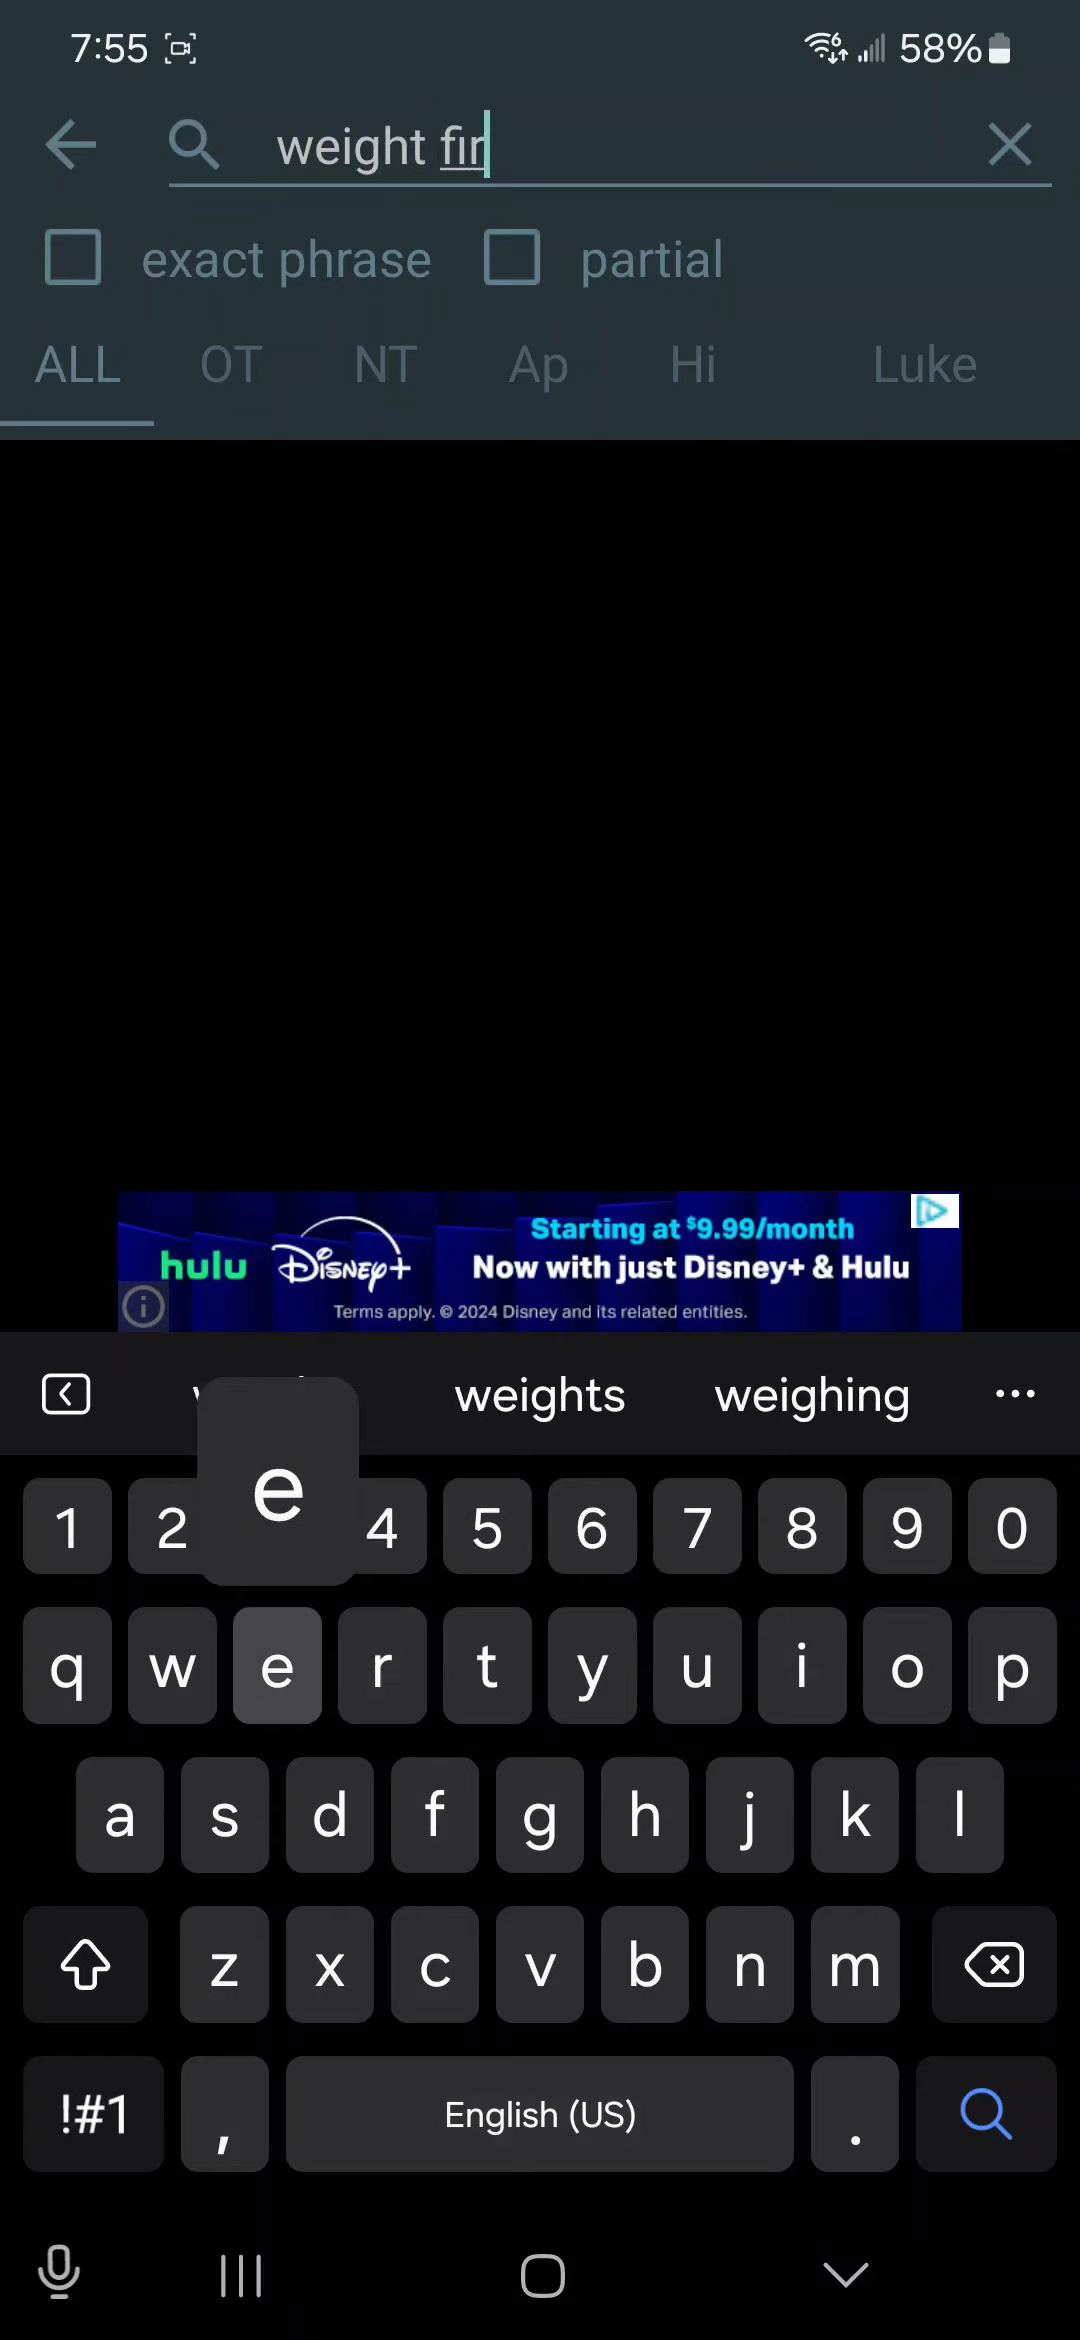 7:55 58%
weight fir
exact phrase partial
ALL OT NT Ap Hi Luke
hulu Disney+ Starting at $9.99/month
Now with just Disney+ & Hulu
Terms apply. © 2024 Disney and its related entities.
weights weighing
e
1 2 4 5 6 7 8 9 0
q w e r t y u i o p
a s d f g h j k l
z x c v b n m
!#1 , English (US) .